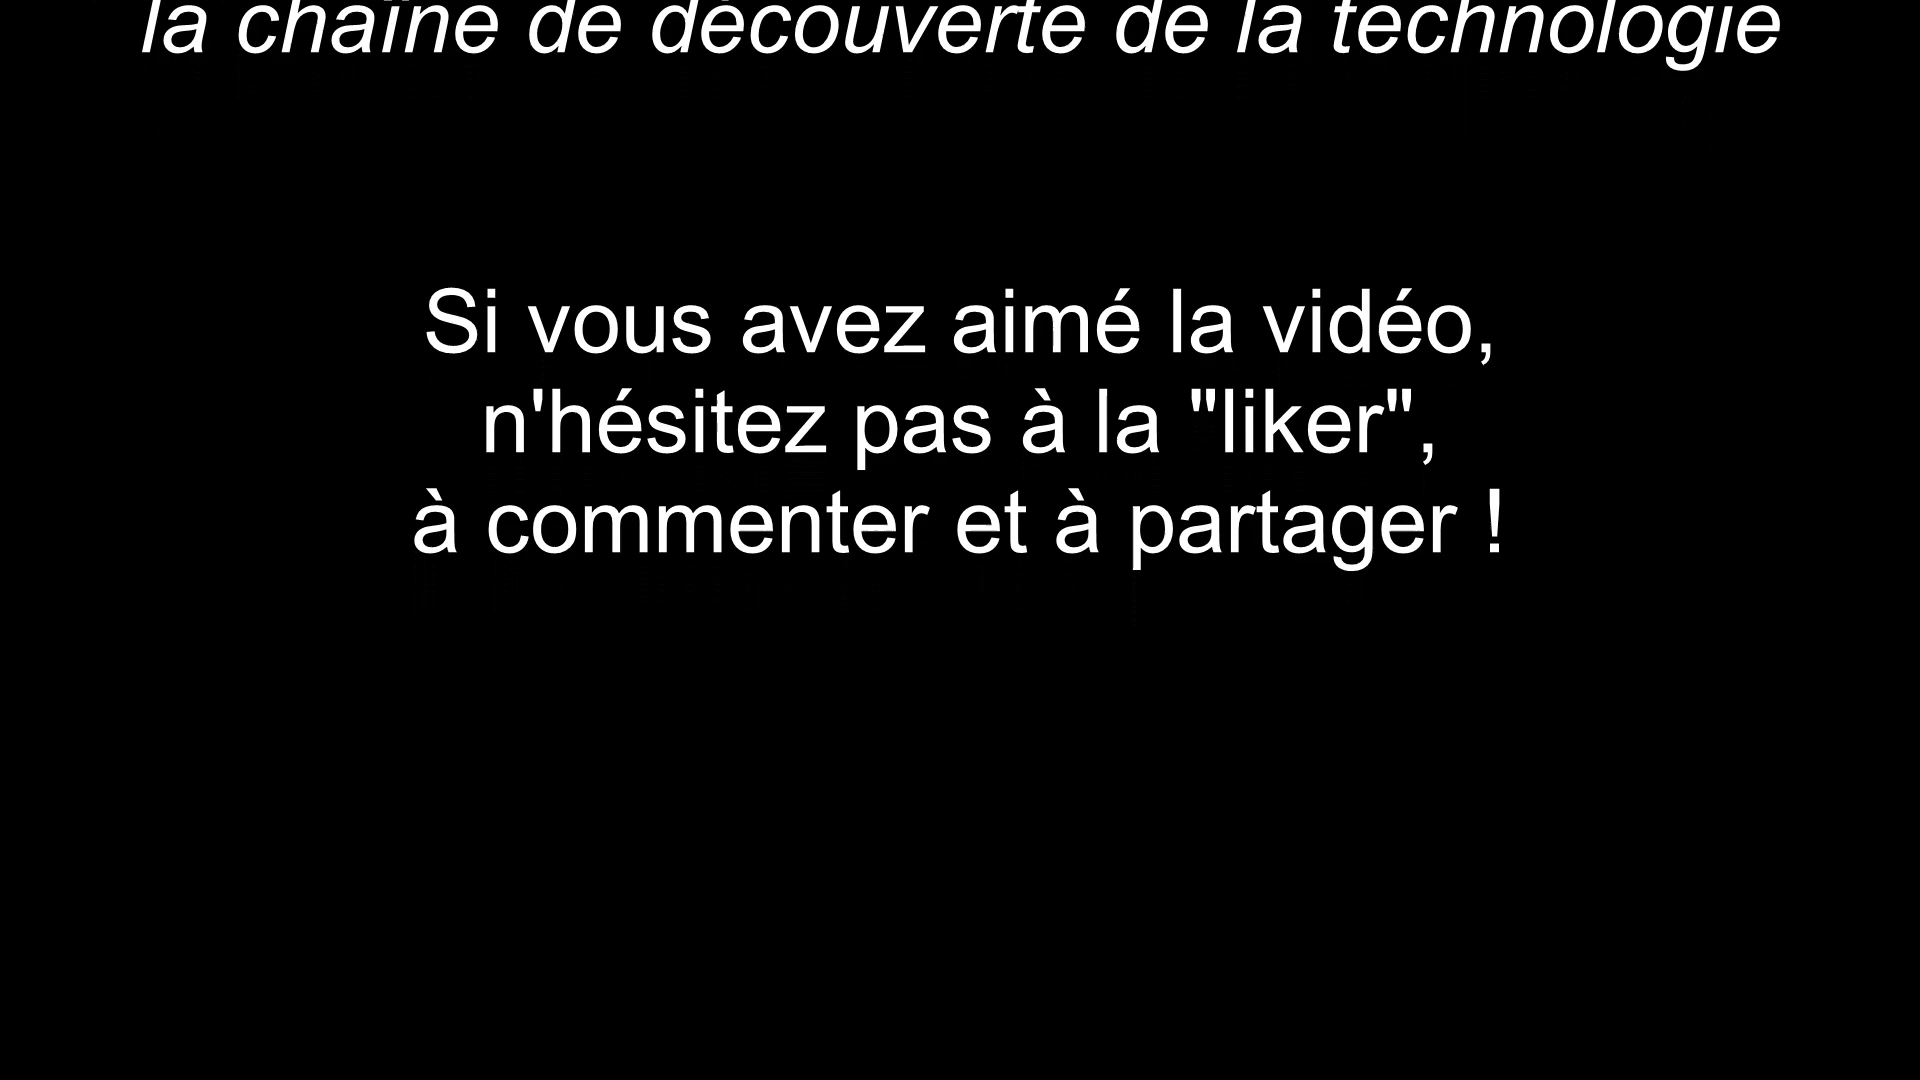 la chaîne de découverte de la technologie
Si vous avez aimé la vidéo,
n'hésitez pas à la "liker",
à commenter et à partager !